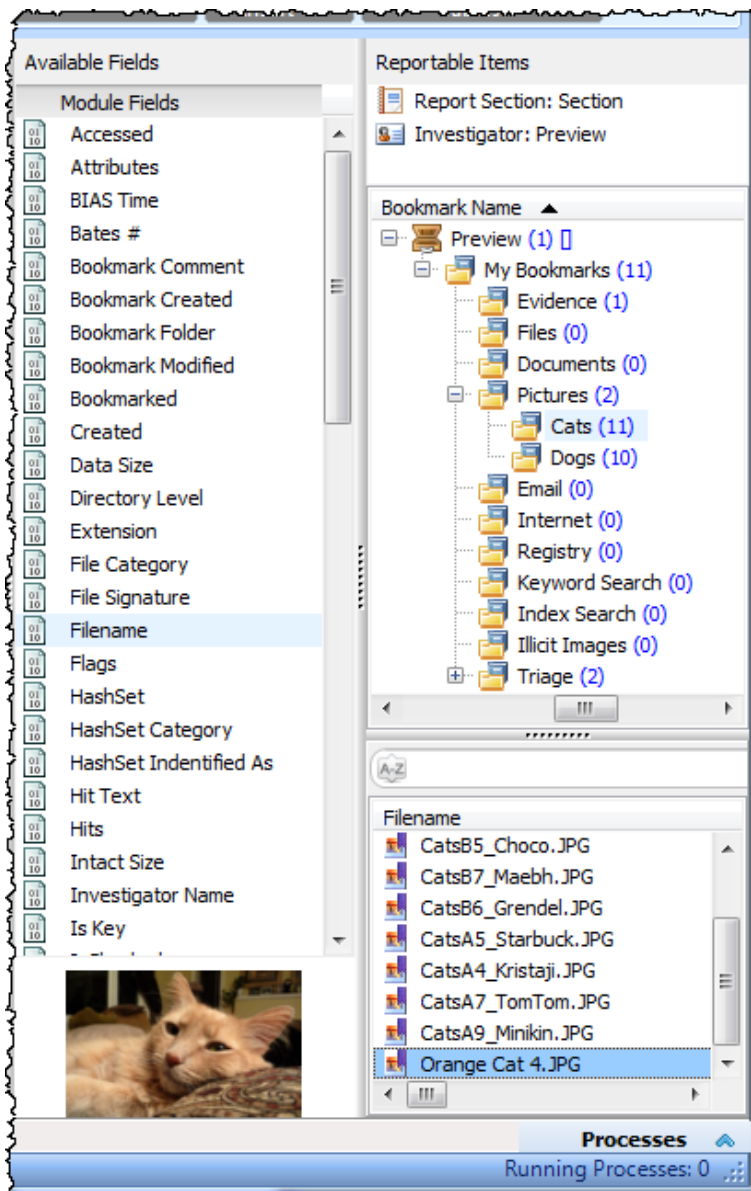 Available Fields
Module Fields
Accessed
Attributes
BIAS Time
Bates #
Bookmark Comment
Bookmark Created
Bookmark Folder
Bookmark Modified
Bookmarked
Created
Data Size
Directory Level
Extension
File Category
File Signature
Filename
Flags
HashSet
HashSet Category
HashSet Indentified As
Hit Text
Hits
Intact Size
Investigator Name
Is Key
Reportable Items
Report Section: Section
Investigator: Preview
Bookmark Name
Preview (1) []
My Bookmarks (11)
Evidence (1)
Files (0)
Documents (0)
Pictures (2)
Cats (11)
Dogs (10)
Email (0)
Internet (0)
Registry (0)
Keyword Search (0)
Index Search (0)
Illicit Images (0)
Triage (2)
A-Z
Filename
CatsB5_Choco.JPG
CatsB7_Maebh.JPG
CatsB6_Grendel.JPG
CatsA5_Starbuck.JPG
CatsA4_Kristaji.JPG
CatsA7_TomTom.JPG
CatsA9_Minikin.JPG
Orange Cat 4.JPG
Processes
Running Processes: 0